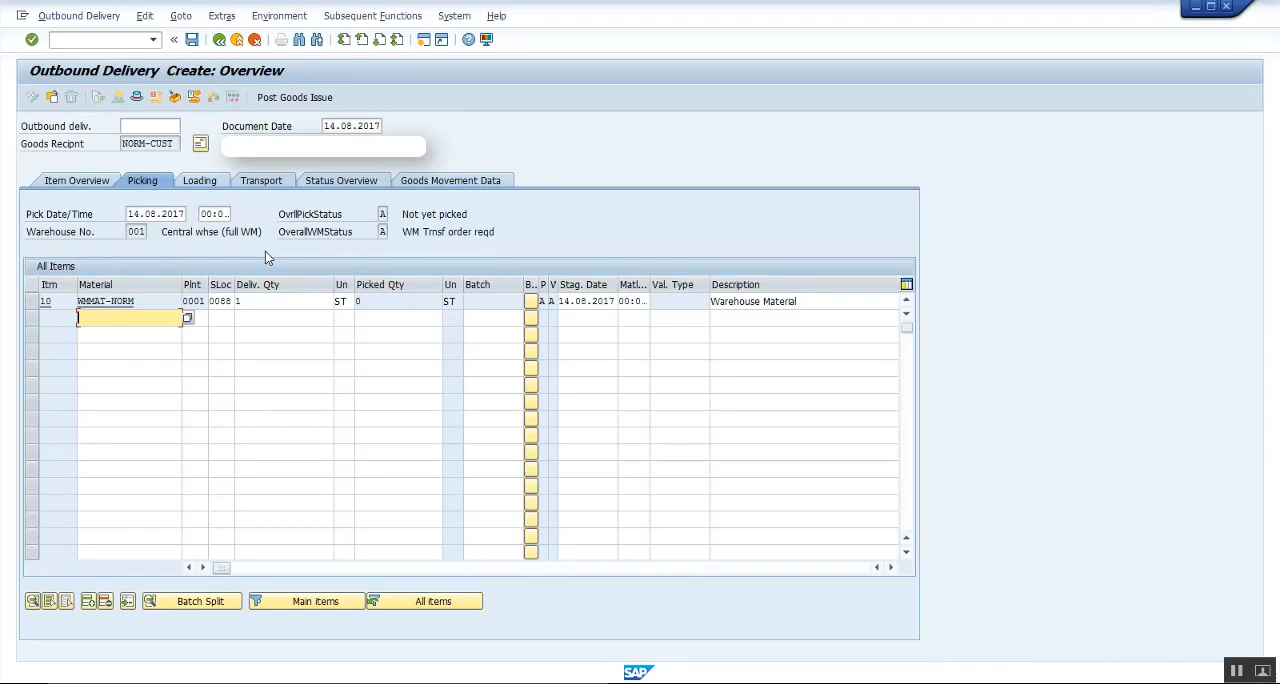 Outbound Delivery Edit Goto Extras Environment Subsequent Functions System Help
Outbound Delivery Create: Overview
Post Goods Issue
Outbound deliv. Document Date 14.08.2017
Goods Recipnt NORM-CUST
Item Overview Picking Loading Transport Status Overview Goods Movement Data
Pick Date/Time 14.08.2017 00:0.. OvrllPickStatus A Not yet picked
Warehouse No. 001 Central whse (full WM) OverallWMStatus A WM Trnsf order reqd
All Items
Itm Material Plnt SLoc Deliv. Qty Un Picked Qty Un Batch B.. P W Stag. Date Matl... Val. Type Description
10 WMMAT-NORM 0001 0088 1 ST 0 ST A A 14.08.2017 00:0... Warehouse Material
Batch Split Main items All items
SAP